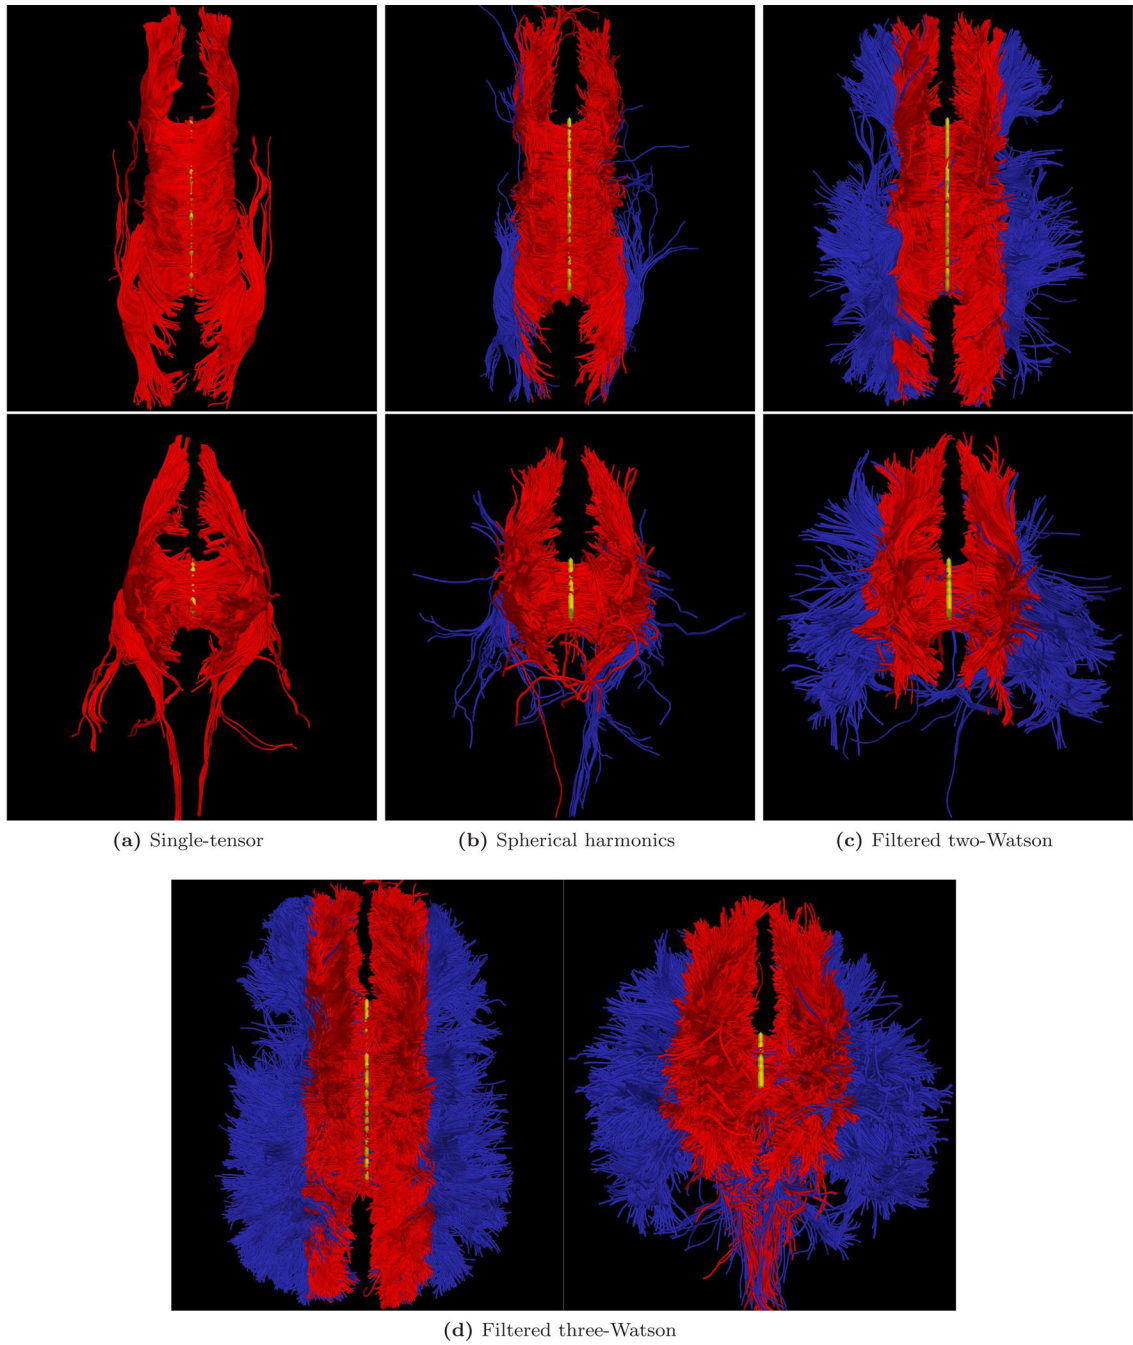 (a) Single-tensor
(b) Spherical harmonics
(c) Filtered two-Watson
(d) Filtered three-Watson